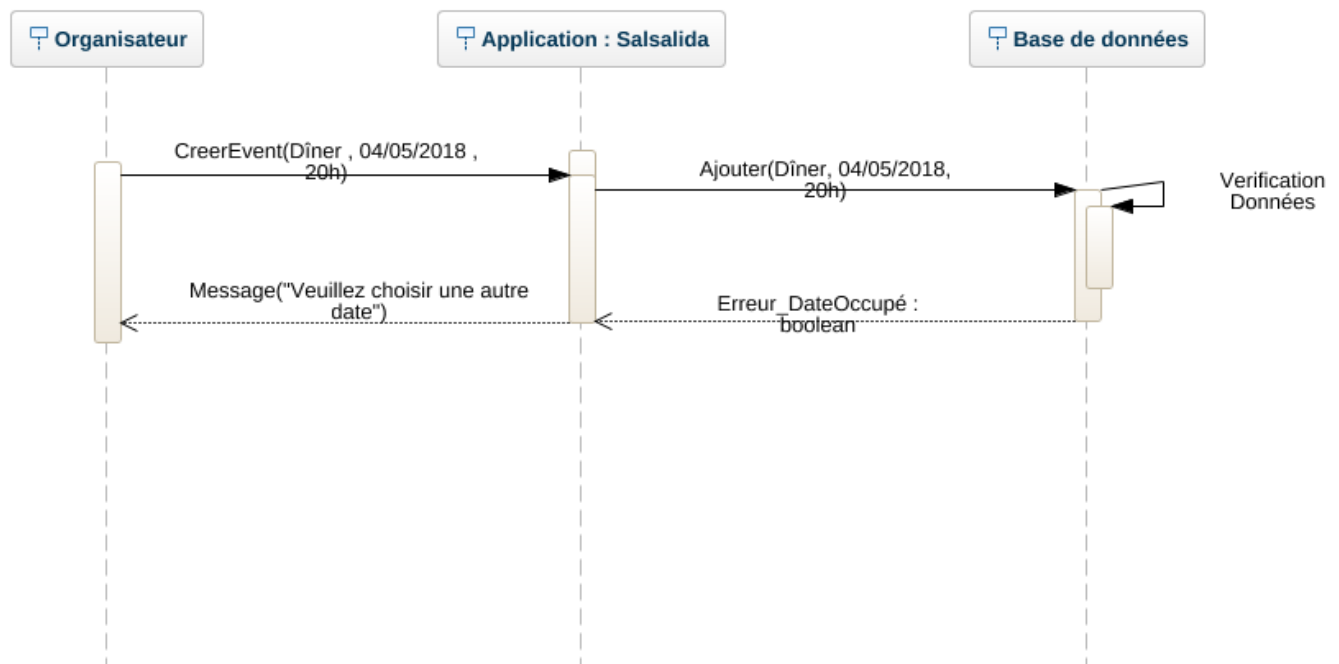 Organisateur
Application : Salsalida
Base de données
CreerEvent(Dîner , 04/05/2018 ,
20h)
Ajouter(Dîner, 04/05/2018,
20h)
Verification
Données
Message("Veuillez choisir une autre
date")
Erreur_DateOccupé :
boolean